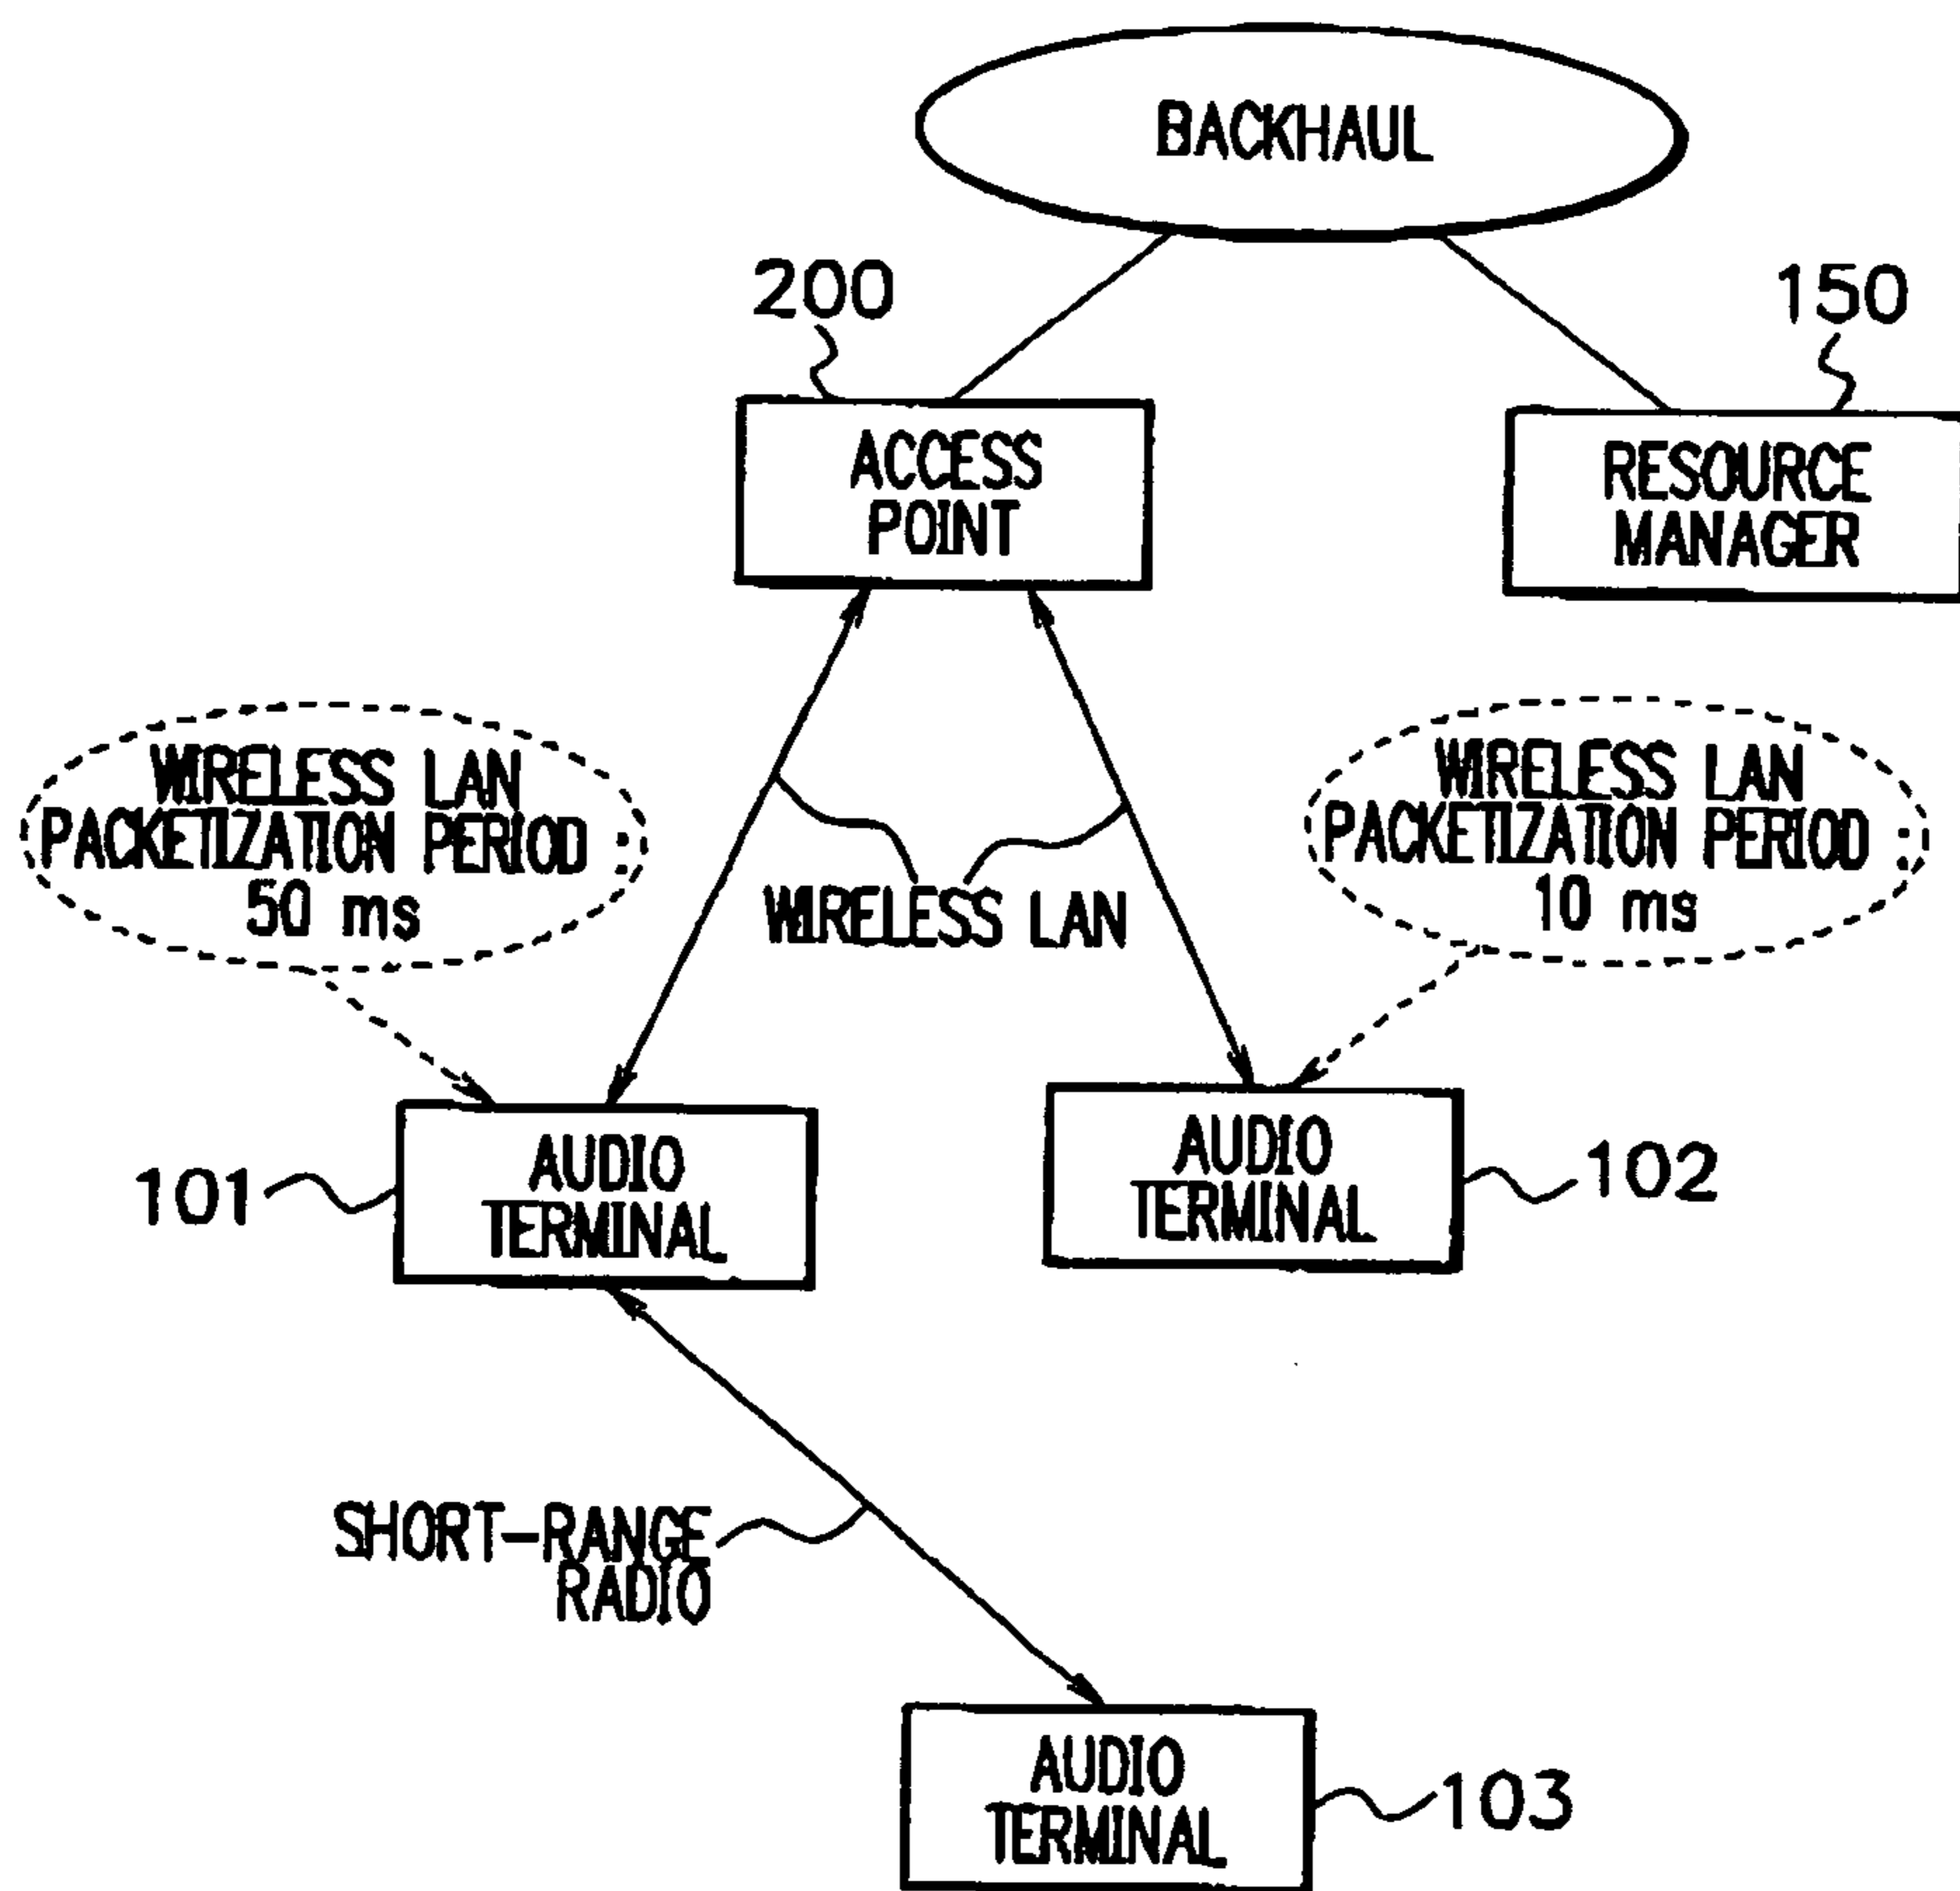 BACKHAUL
200
150
ACCESS
POINT
RESOURCE
MANAGER
WIRELESS LAN
PACKETIZATION PERIOD :
50 ms
WIRELESS LAN
PACKETIZATION PERIOD :
10 ms
WIRELESS LAN
101
AUDIO
TERMINAL
AUDIO
TERMINAL
102
SHORT-RANGE
RADIO
AUDIO
TERMINAL
103